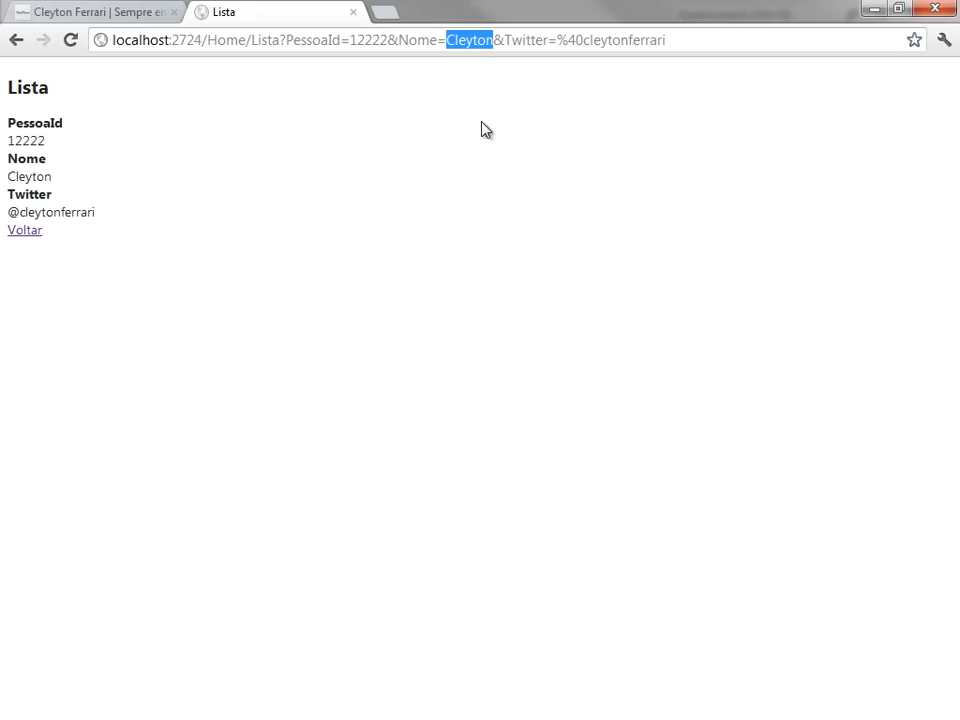 Cleyton Ferrari | Sempre en
Lista
localhost:2724/Home/Lista?PessoaId=12222&Nome=Cleyton&Twitter=%40cleytonferrari
Lista
PessoaId
12222
Nome
Cleyton
Twitter
@cleytonferrari
Voltar